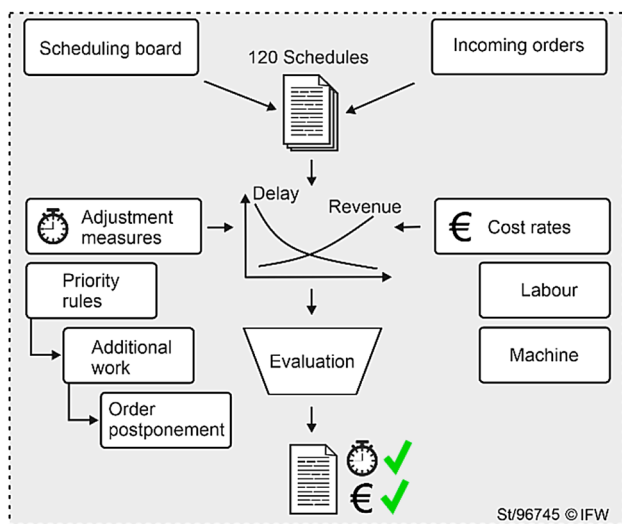 Scheduling board
120 Schedules
Incoming orders
Delay
Revenue
Adjustment
measures
€ Cost rates
Priority
rules
Labour
Additional
work
Evaluation
Machine
Order
postponement
€
St/96745 © IFW